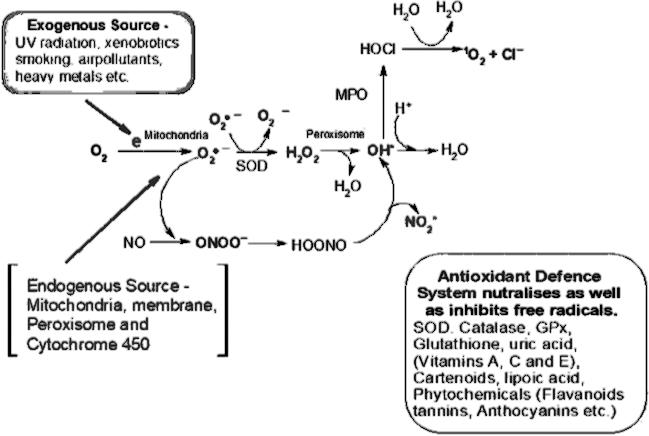 Exogenous Source -
UV radiation, xenobiotics
smoking, airpollutants,
heavy metals etc.
H₂O H₂O
HOCl ¹O₂ + Cl⁻
MPO
H⁺
O₂•⁻ O₂⁻
e Mitochondria Peroxisome
O₂ O₂•⁻ SOD H₂O₂ OH• H₂O
H₂O
NO₂•
NO ONOO⁻ HOONO
Endogenous Source -
Mitochondria, membrane,
Peroxisome and
Cytochrome 450
Antioxidant Defence
System nutralises as well
as inhibits free radicals.
SOD. Catalase, GPx,
Glutathione, uric acid,
(Vitamins A, C and E),
Cartenoids, lipoic acid,
Phytochemicals (Flavanoids
tannins, Anthocyanins etc.)